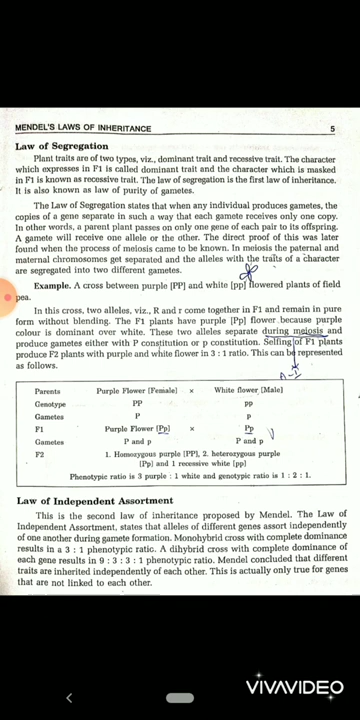 MENDEL'S LAWS OF INHERITANCE 5
Law of Segregation
Plant traits are of two types, viz., dominant trait and recessive trait. The character
which expresses in F1 is called dominant trait and the character which is masked
in F1 is known as recessive trait. The law of segregation is the first law of inheritance.
It is also known as law of purity of gametes.
The Law of Segregation states that when any individual produces gametes, the
copies of a gene separate in such a way that each gamete receives only one copy.
In other words, a parent plant passes on only one gene of each pair to its offspring.
A gamete will receive one allele or the other. The direct proof of this was later
found when the process of meiosis came to be known. In meiosis the paternal and
maternal chromosomes get separated and the alleles with the traits of a character
are segregated into two different gametes.
Example. A cross between purple [PP] and white [pp] flowered plants of field
pea.
In this cross, two alleles, viz., R and r come together in F1 and remain in pure
form without blending. The F1 plants have purple [Pp] flower because purple
colour is dominant over white. These two alleles separate during meiosis and
produce gametes either with P constitution or p constitution. Selfing of F1 plants
produce F2 plants with purple and white flower in 3 : 1 ratio. This can be represented
as follows.
A-1
Parents Purple Flower [Female] × White flower [Male]
Genotype PP pp
Gametes P p
F1 Purple Flower [Pp] × Pp
Gametes P and p P and p
F2 1. Homozygous purple [PP], 2. heterozygous purple
[Pp] and 1 recessive white [pp]
Phenotypic ratio is 3 purple : 1 white and genotypic ratio is 1 : 2 : 1.
Law of Independent Assortment
This is the second law of inheritance proposed by Mendel. The Law of
Independent Assortment, states that alleles of different genes assort independently
of one another during gamete formation. Monohybrid cross with complete dominance
results in a 3 : 1 phenotypic ratio. A dihybrid cross with complete dominance of
each gene results in 9 : 3 : 3 : 1 phenotypic ratio. Mendel concluded that different
traits are inherited independently of each other. This is actually only true for genes
that are not linked to each other.
VIVAVIDEO